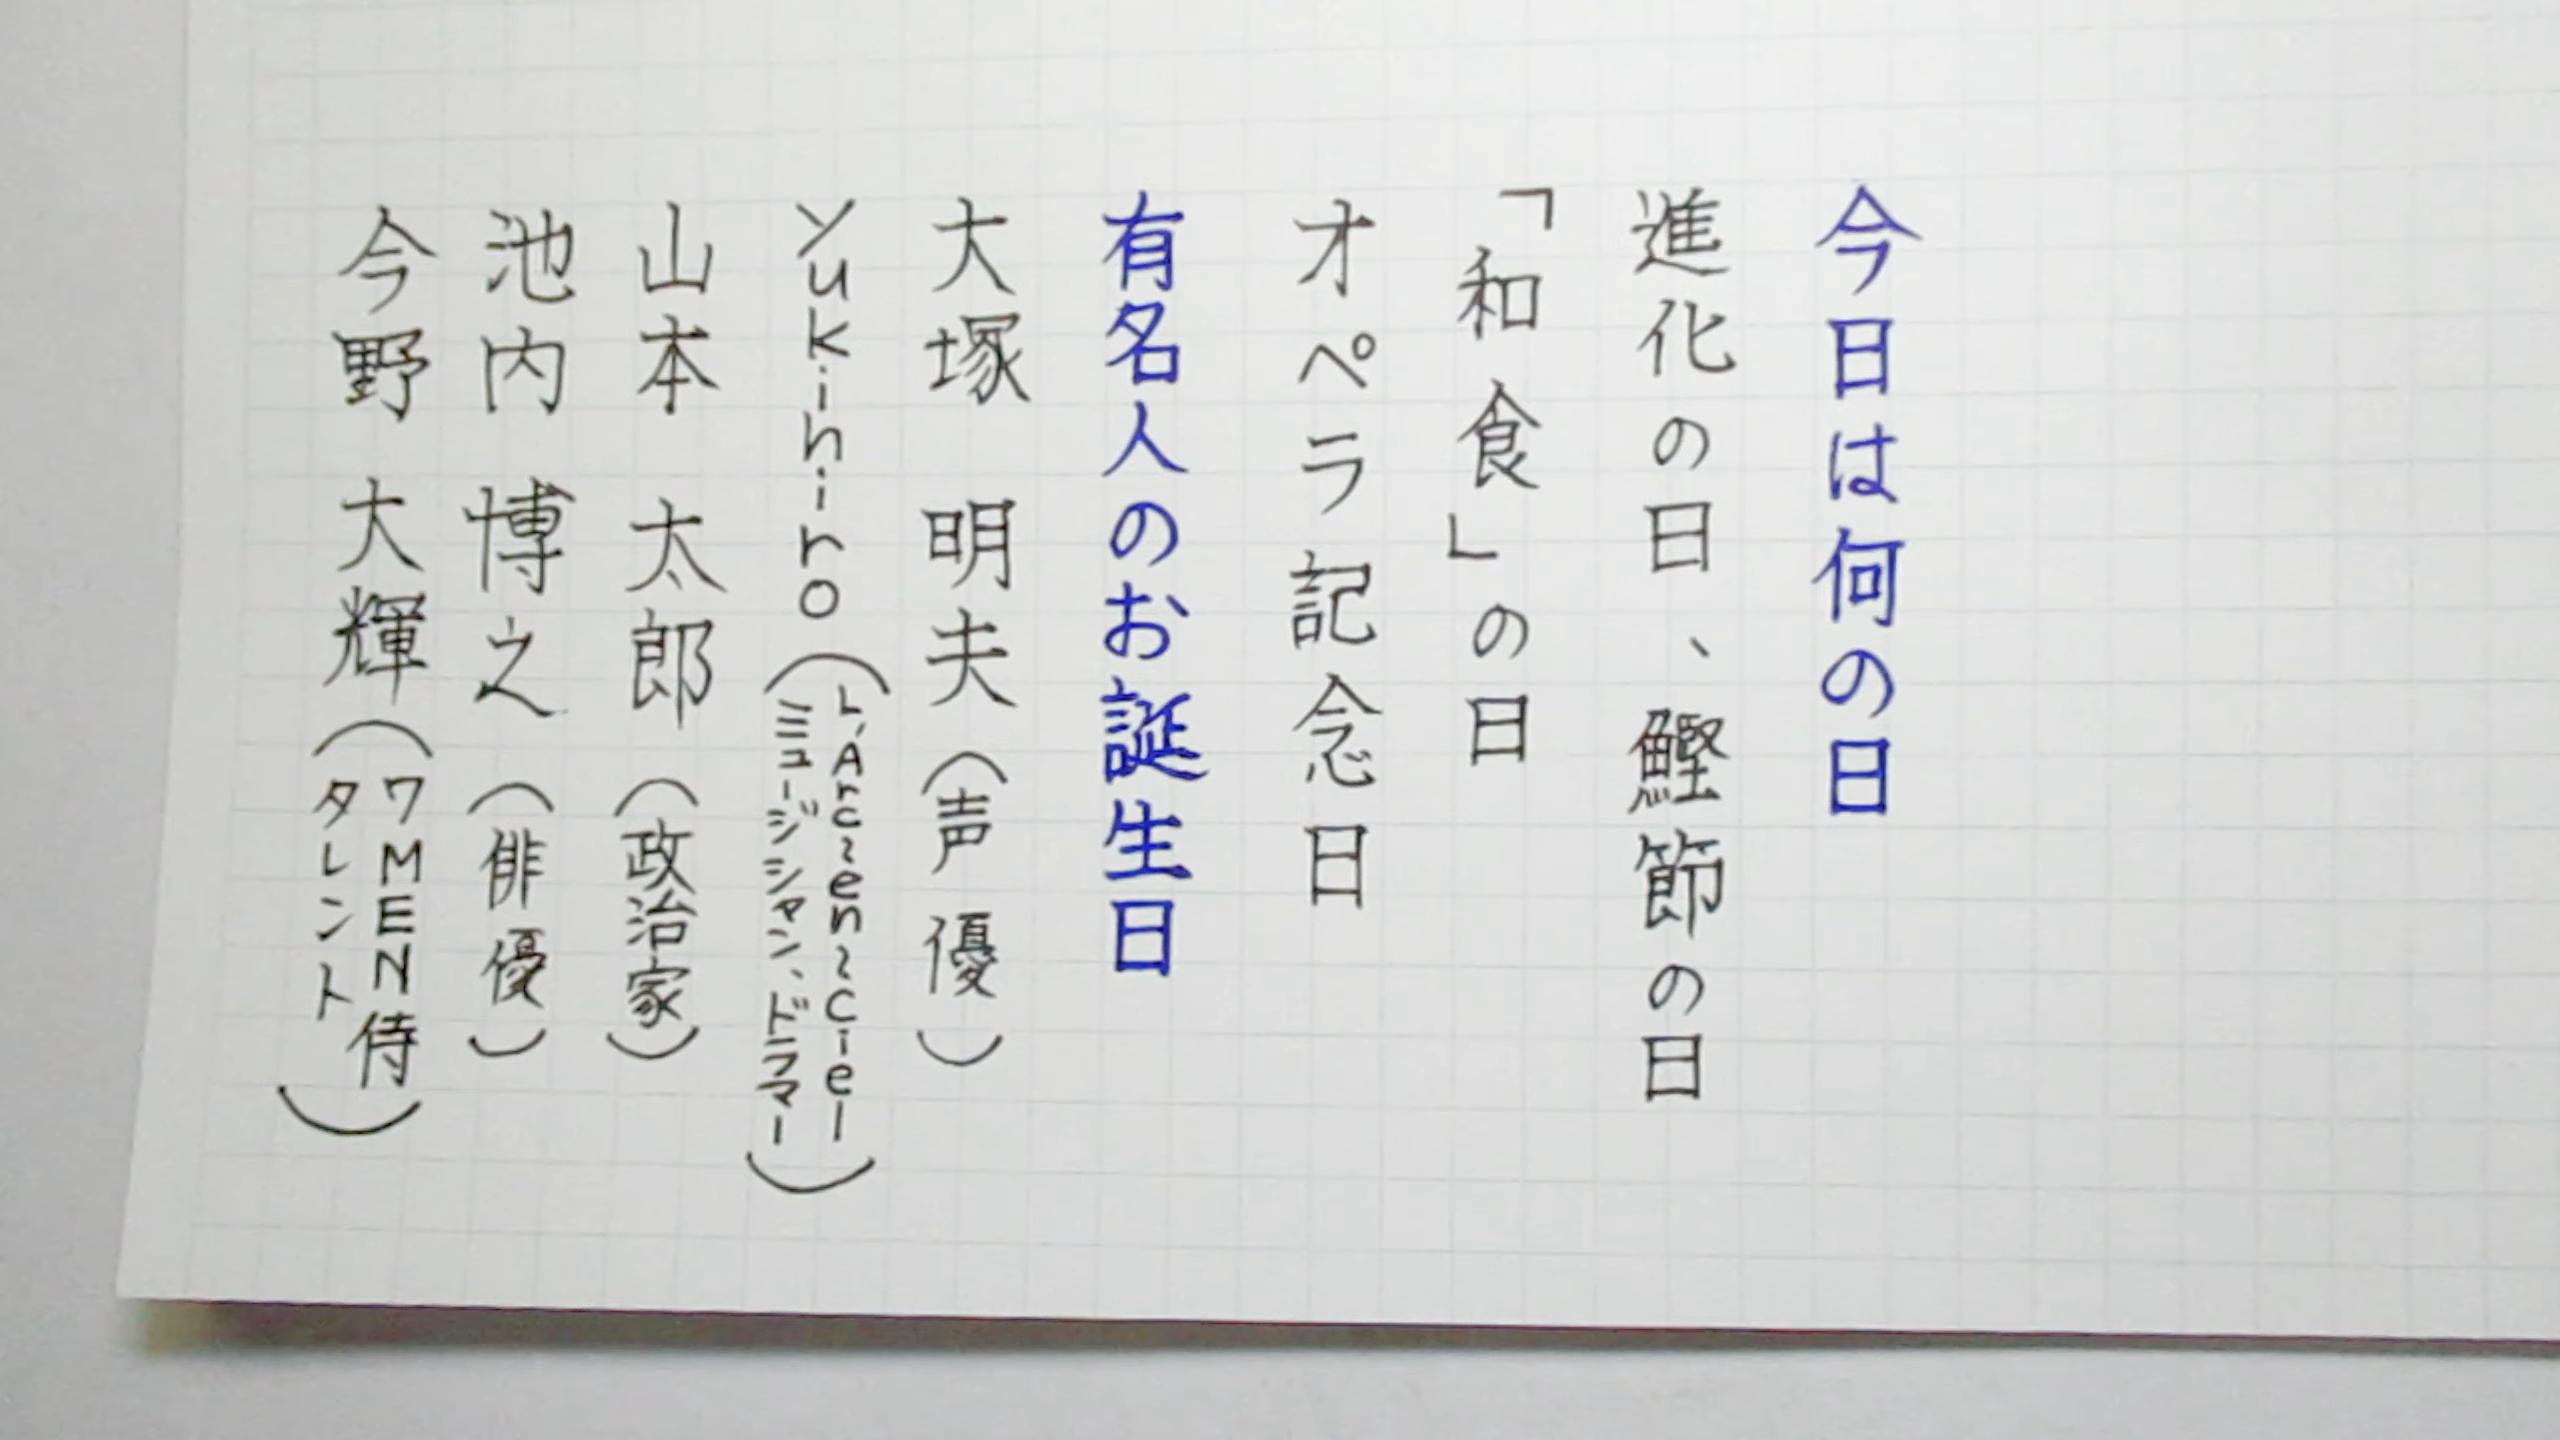 今日は何の日
進化の日、鰹節の日
「和食」の日
オペラ記念日
有名人のお誕生日
大塚 明夫(声優)
yukihiro(L'Arc~en~Ciel
ミュージシャン、ドラマー)
山本 太郎(政治家)
池内 博之(俳優)
今野 大輝(7MEN侍
タレント)